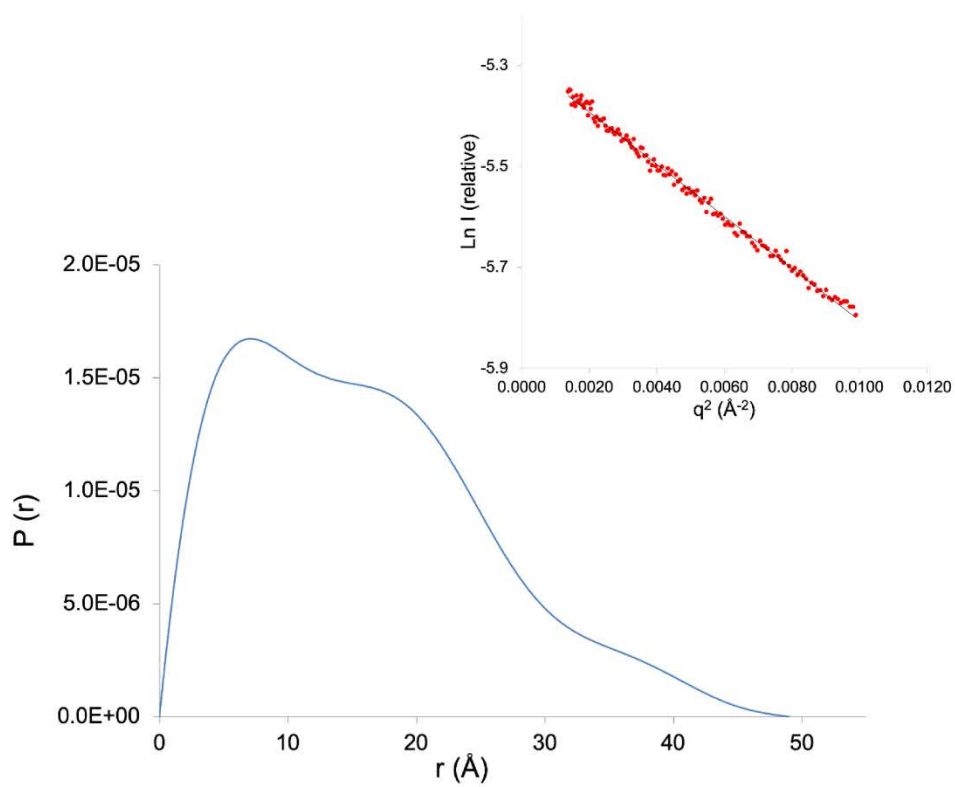 -5.3
-5.5
-5.7
-5.9
Ln I (relative)
0.0000 0.0020 0.0040 0.0060 0.0080 0.0100 0.0120
q² (Å⁻²)
2.0E-05
1.5E-05
1.0E-05
5.0E-06
0.0E+00
P (r)
0 10 20 30 40 50
r (Å)